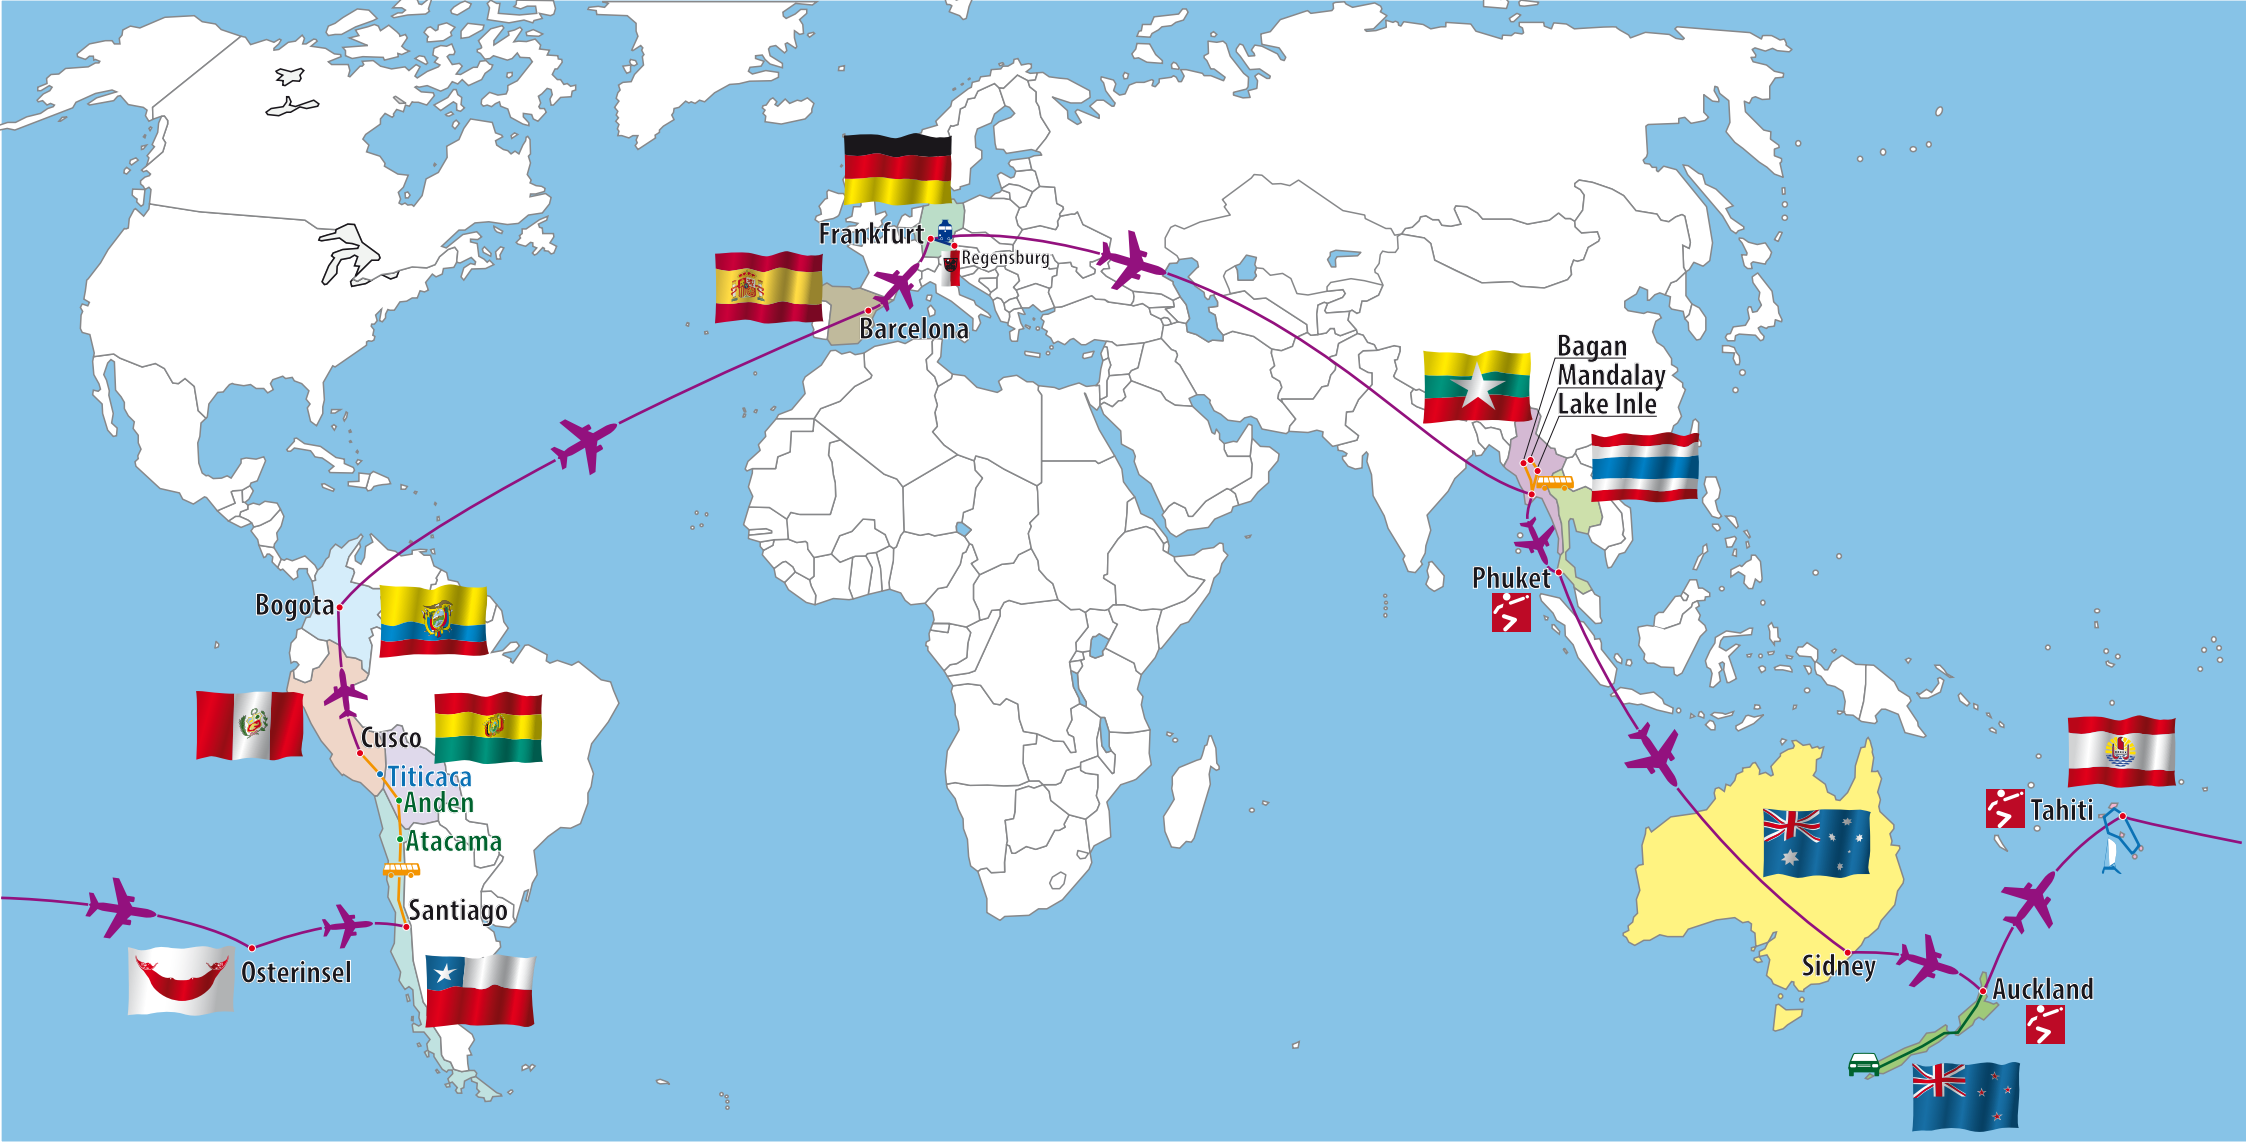 Frankfurt
Regensburg
Barcelona
Bagan
Mandalay
Lake Inle
Phuket
Bogota
Cusco
Titicaca
Anden
Atacama
Santiago
Osterinsel
Tahiti
Sidney
Auckland